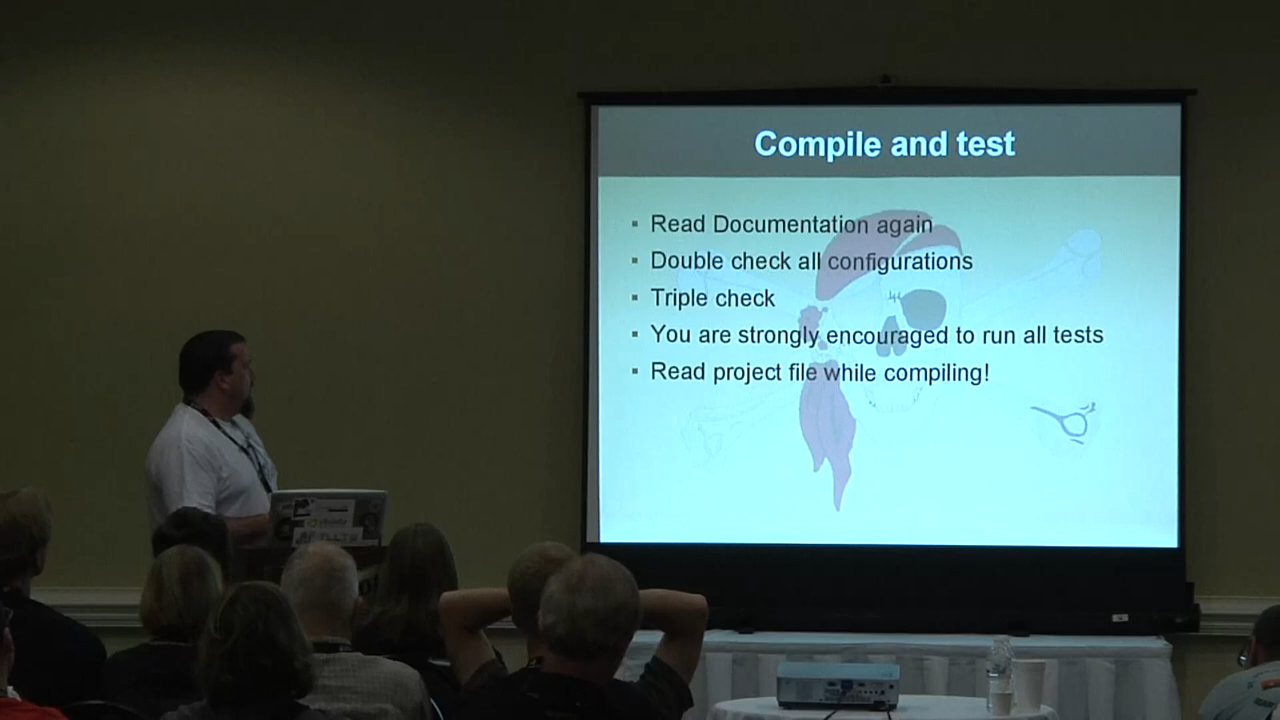 Compile and test
Read Documentation again
Double check all configurations
Triple check
You are strongly encouraged to run all tests
Read project file while compiling!